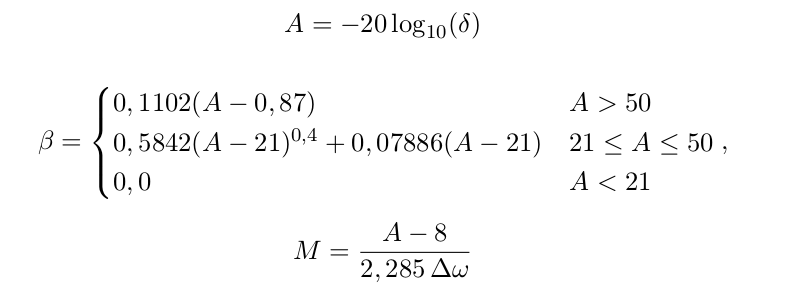 A = −20 log₁₀(δ)
β = { 0,1102(A − 0,87) A > 50
0,5842(A − 21)^0,4 + 0,07886(A − 21) 21 ≤ A ≤ 50 ,
0,0 A < 21
M = (A − 8) / (2,285 Δω)